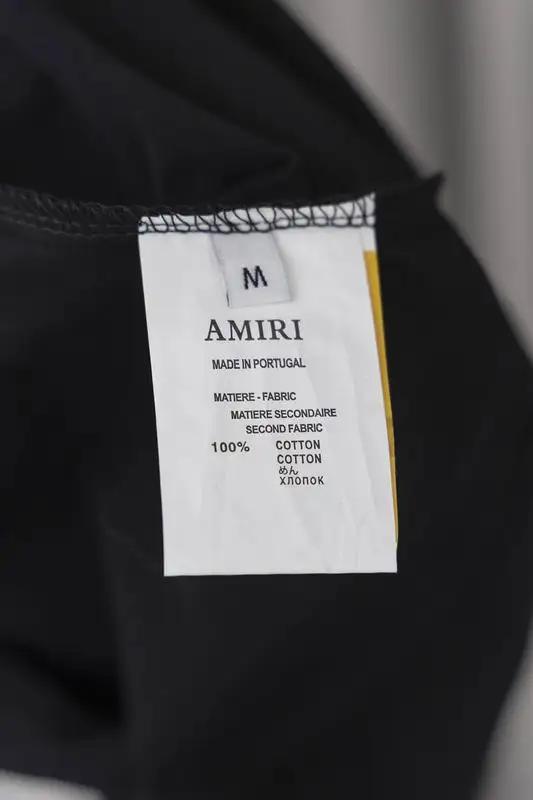 M
AMIRI
MADE IN PORTUGAL
MATIERE - FABRIC
MATIERE SECONDAIRE
SECOND FABRIC
100% COTTON
COTTON
めん
хлопок